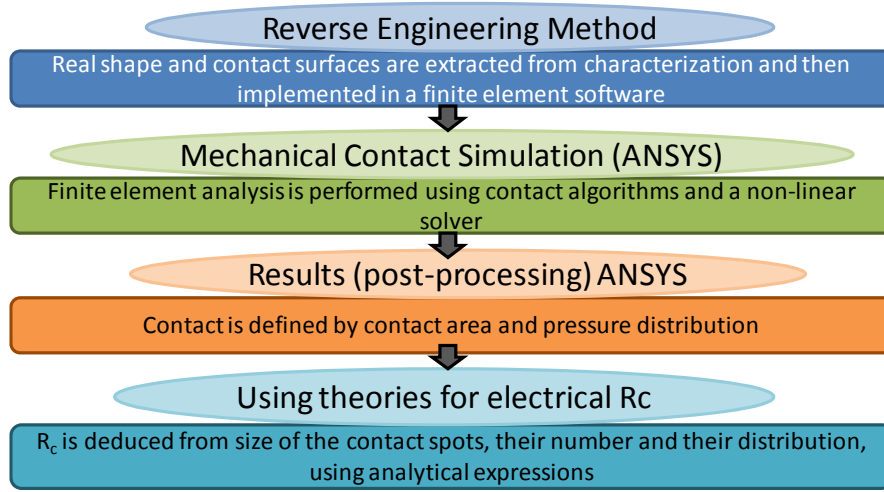 Reverse Engineering Method
Real shape and contact surfaces are extracted from characterization and then
implemented in a finite element software
Mechanical Contact Simulation (ANSYS)
Finite element analysis is performed using contact algorithms and a non-linear
solver
Results (post-processing) ANSYS
Contact is defined by contact area and pressure distribution
Using theories for electrical Rc
Rc is deduced from size of the contact spots, their number and their distribution,
using analytical expressions